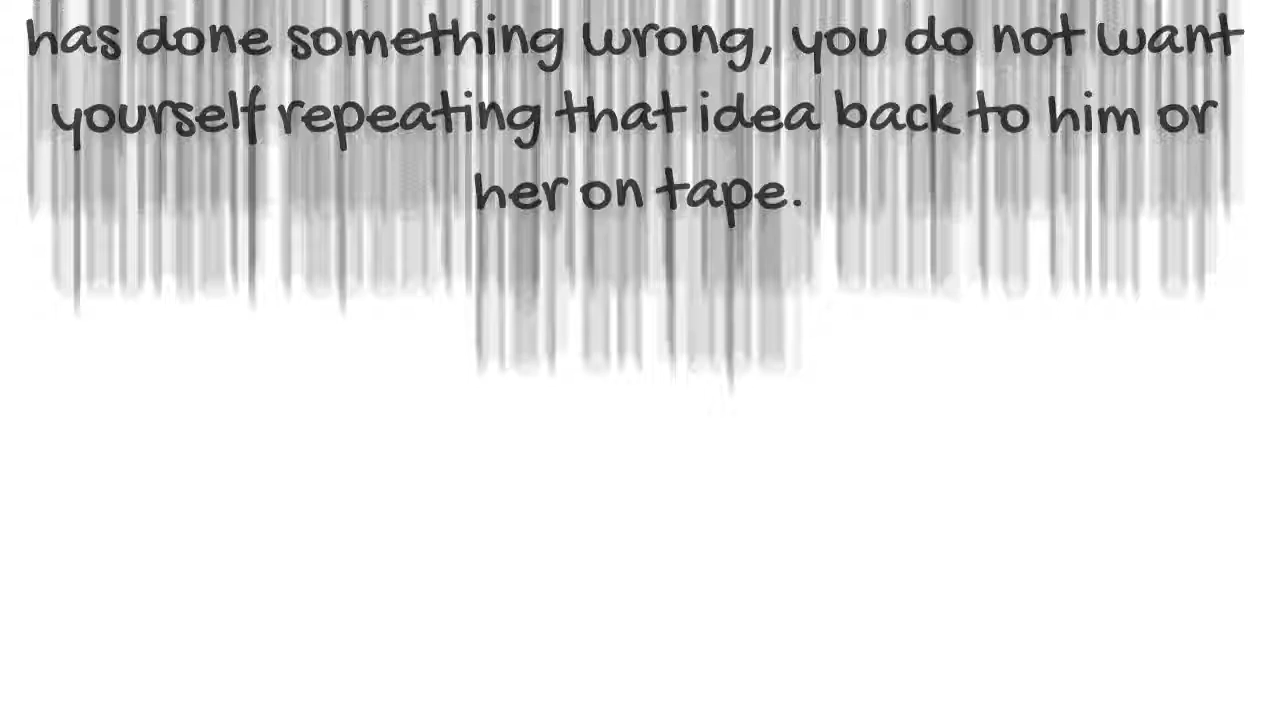 has done something wrong, you do not want
yourself repeating that idea back to him or
her on tape.